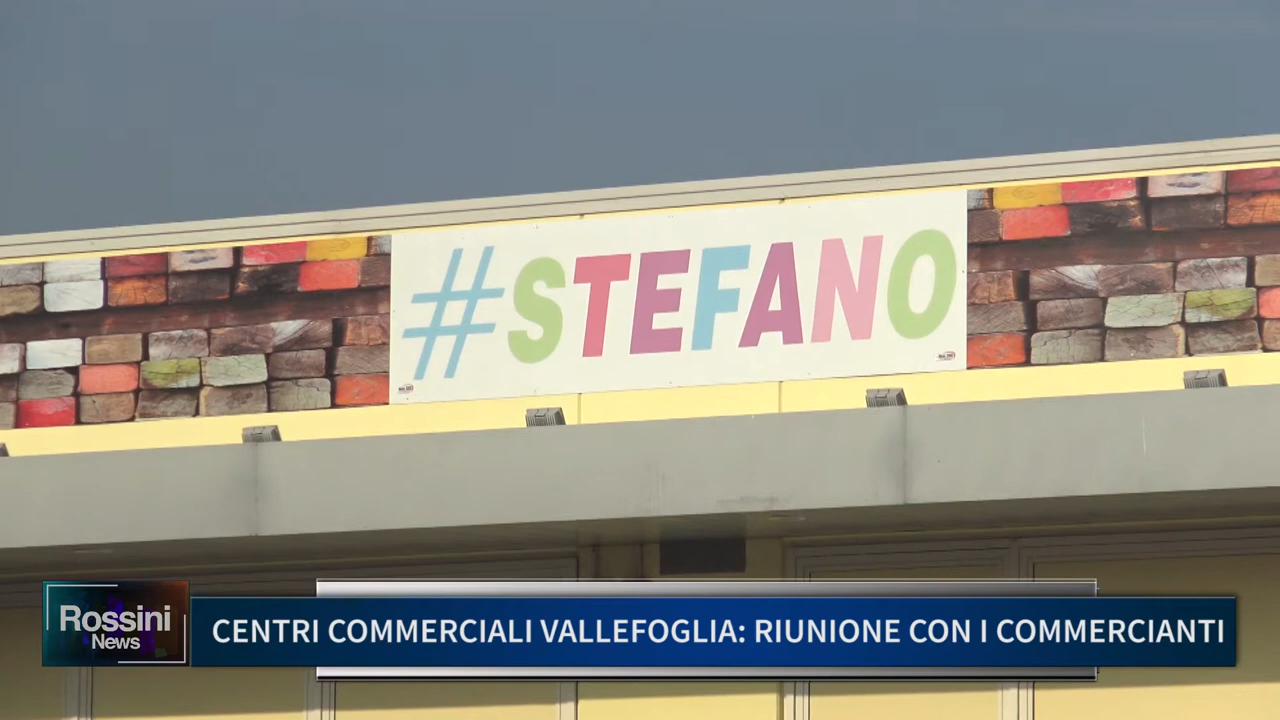 #STEFANO
Rossini
News
CENTRI COMMERCIALI VALLEFOGLIA: RIUNIONE CON I COMMERCIANTI